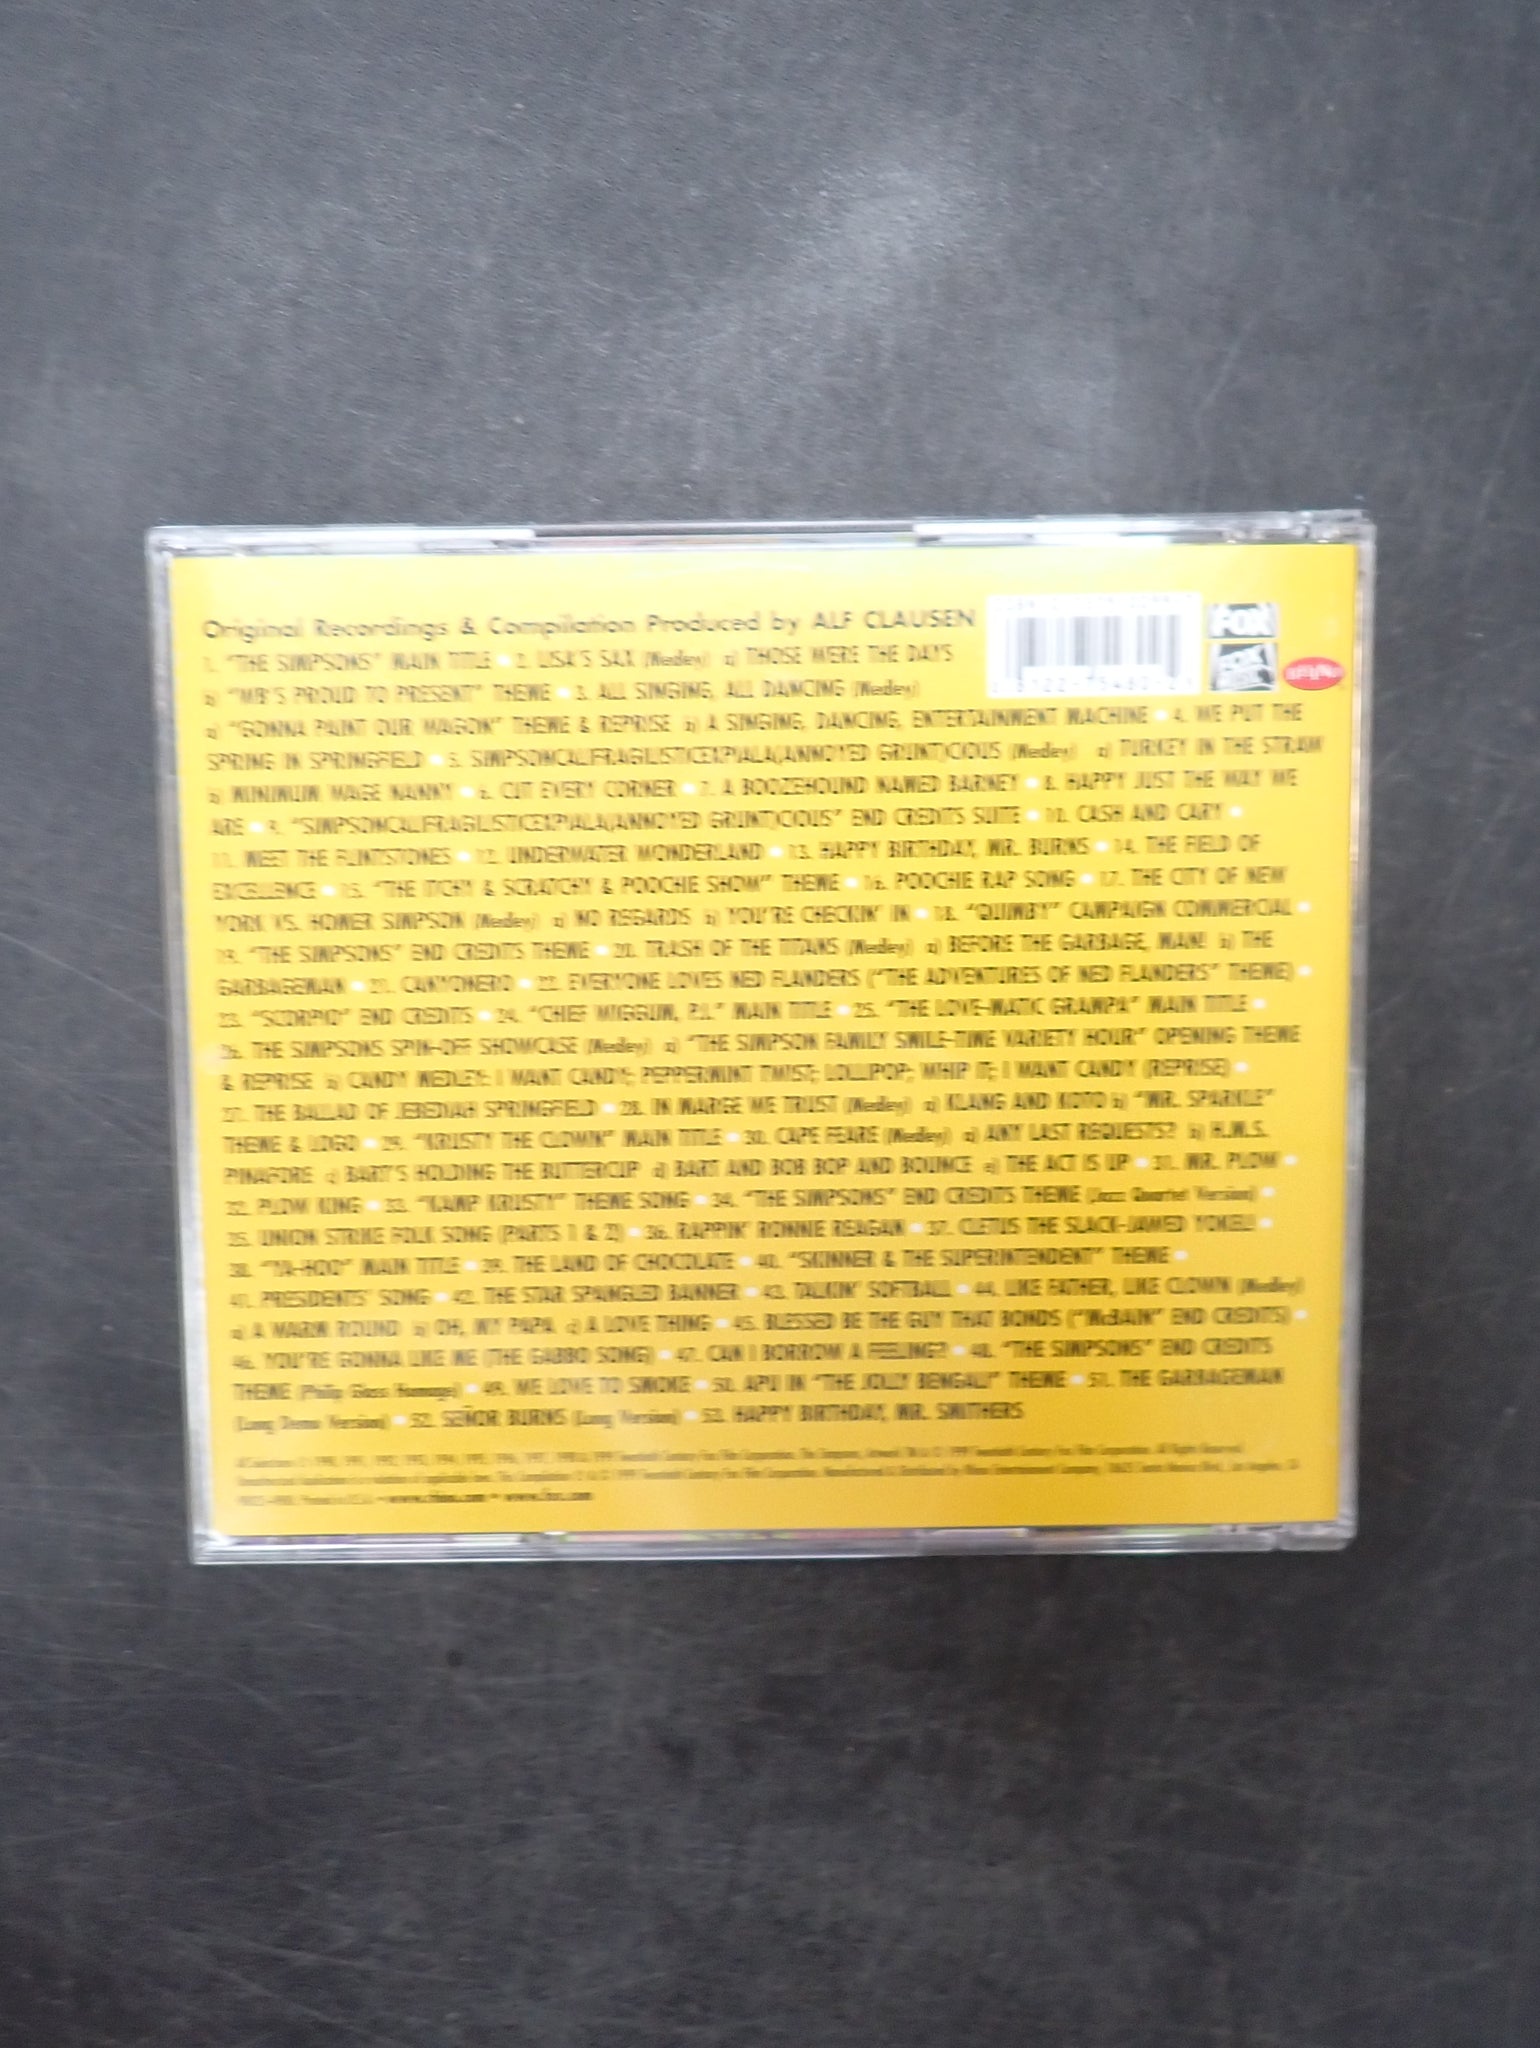 Original Recordings & Compilation Produced by ALF CLAUSEN
FOX
1. "THE SIMPSONS" MAIN TITLE • 2. LISA'S SAX (Medley) a) THOSE WERE THE DAYS
b) "MB'S PROUD TO PRESENT" THEME • 3. ALL SINGING, ALL DANCING (Medley)
RHINO
a) "GONNA PAINT OUR WAGON" THEME & REPRISE b) A SINGING, DANCING, ENTERTAINMENT MACHINE • 4. WE PUT THE
SPRING IN SPRINGFIELD • 5. SIMPSONCALIFRAGILISTICEXPIALA(ANNOYED GRUNT)CIOUS (Medley) a) TURKEY IN THE STRAW
b) MINIMUM WAGE NANNY • 6. CUT EVERY CORNER • 7. A BOOZEHOUND NAMED BARNEY • 8. HAPPY JUST THE WAY WE
ARE • 9. "SIMPSONCALIFRAGILISTICEXPIALA(ANNOYED GRUNT)CIOUS" END CREDITS SUITE • 10. CASH AND CARY •
11. MEET THE FLINTSTONES • 12. UNDERWATER WONDERLAND • 13. HAPPY BIRTHDAY, MR. BURNS • 14. THE FIELD OF
EXCELLENCE • 15. "THE ITCHY & SCRATCHY & POOCHIE SHOW" THEME • 16. POOCHIE RAP SONG • 17. THE CITY OF NEW
YORK VS. HOMER SIMPSON (Medley) a) NO REGARDS b) YOU'RE CHECKIN' IN • 18. "QUIMBY" CAMPAIGN COMMERCIAL •
19. "THE SIMPSONS" END CREDITS THEME • 20. TRASH OF THE TITANS (Medley) a) BEFORE THE GARBAGE, MAN! b) THE
GARBAGEMAN • 21. CANYONERO • 22. EVERYONE LOVES NED FLANDERS ("THE ADVENTURES OF NED FLANDERS" THEME) •
23. "SCORPIO" END CREDITS • 24. "CHIEF WIGGUM, P.I." MAIN TITLE • 25. "THE LOVE-MATIC GRAMPA" MAIN TITLE •
26. THE SIMPSONS SPIN-OFF SHOWCASE (Medley) a) "THE SIMPSON FAMILY SMILE-TIME VARIETY HOUR" OPENING THEME
& REPRISE b) CANDY MEDLEY: I WANT CANDY; PEPPERMINT TWIST; LOLLIPOP; WHIP IT; I WANT CANDY (REPRISE) •
27. THE BALLAD OF JEBEDIAH SPRINGFIELD • 28. IN MARGE WE TRUST (Medley) a) KLANG AND KOTO b) "MR. SPARKLE"
THEME & LOGO • 29. "KRUSTY THE CLOWN" MAIN TITLE • 30. CAPE FEARE (Medley) a) ANY LAST REQUESTS? b) H.M.S.
PINAFORE c) BART'S HOLDING THE BUTTERCUP d) BART AND BOB BOP AND BOUNCE e) THE ACT IS UP • 31. MR. PLOW •
32. PLOW KING • 33. "KAMP KRUSTY" THEME SONG • 34. "THE SIMPSONS" END CREDITS THEME (Jazz Quartet Version) •
35. UNION STRIKE FOLK SONG (PARTS 1 & 2) • 36. RAPPIN' RONNIE REAGAN • 37. CLETUS THE SLACK-JAWED YOKEL! •
38. "YA-HOO" MAIN TITLE • 39. THE LAND OF CHOCOLATE • 40. "SKINNER & THE SUPERINTENDENT" THEME •
41. PRESIDENTS' SONG • 42. THE STAR SPANGLED BANNER • 43. TALKIN' SOFTBALL • 44. LIKE FATHER, LIKE CLOWN (Medley)
a) A WARM ROUND b) OH, MY PAPA c) A LOVE THING • 45. BLESSED BE THE GUY THAT BONDS ("McBAIN" END CREDITS) •
46. YOU'RE GONNA LIKE ME (THE GABBO SONG) • 47. CAN I BORROW A FEELING? • 48. "THE SIMPSONS" END CREDITS
THEME (Philip Glass Homage) • 49. WE LOVE TO SMOKE • 50. APU IN "THE JOLLY BENGALI" THEME • 51. THE GARBAGEMAN
(Long Demo Version) • 52. SEÑOR BURNS (Long Version) • 53. HAPPY BIRTHDAY, MR. SMITHERS
www.rhino.com • www.fox.com